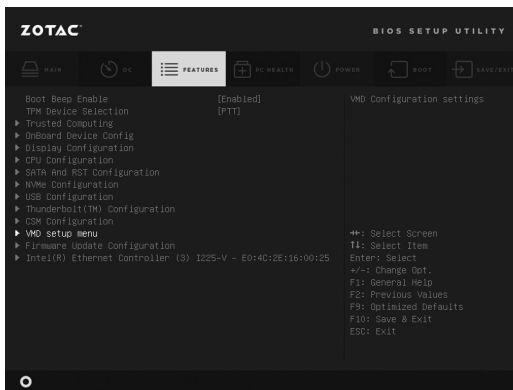 ZOTAC
BIOS SETUP UTILITY
MAIN
OC
FEATURES
PC HEALTH
POWER
BOOT
SAVE/EXIT
Boot Beep Enable [Enabled]
TPM Device Selection [PTT]
Trusted Computing
OnBoard Device Config
Display Configuration
CPU Configuration
SATA And RST Configuration
NVMe Configuration
USB Configuration
Thunderbolt(TM) Configuration
CSM Configuration
VMD setup menu
Firmware Update Configuration
Intel(R) Ethernet Controller (3) I225-V - E0:4C:2E:16:00:25
VMD Configuration settings
→←: Select Screen
↑↓: Select Item
Enter: Select
+/-: Change Opt.
F1: General Help
F2: Previous Values
F9: Optimized Defaults
F10: Save & Exit
ESC: Exit